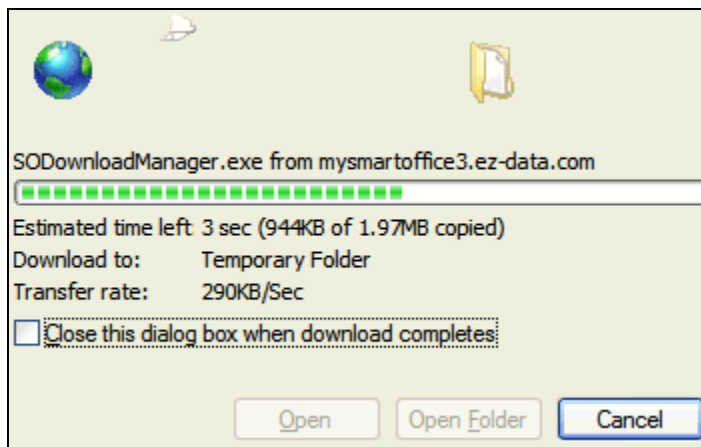 SODownloadManager.exe from mysmartoffice3.ez-data.com
Estimated time left 3 sec (944KB of 1.97MB copied)
Download to: Temporary Folder
Transfer rate: 290KB/Sec
Close this dialog box when download completes
Open Open Folder Cancel